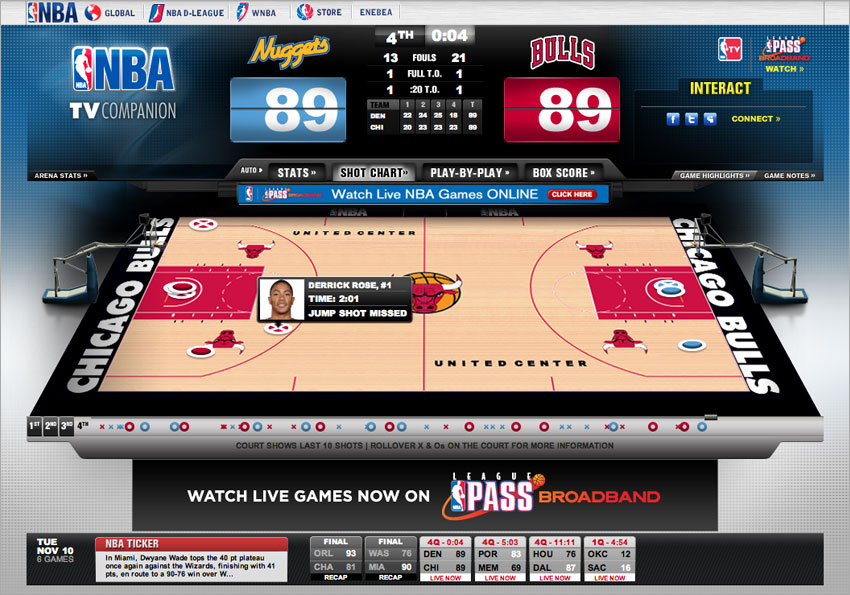 NBA GLOBAL NBA D-LEAGUE WNBA STORE ENEBEA
NBA
TV COMPANION
Nuggets
89
4TH 0:04
13 FOULS 21
1 FULL T.O. 1
1 :20 T.O. 1
TEAM 1 2 3 4 T
DEN 22 24 25 18 89
CHI 20 23 23 23 89
BULLS
89
NBA TV
LEAGUE PASS BROADBAND
WATCH »
INTERACT
CONNECT »
ARENA STATS »
AUTO STATS» SHOT CHART» PLAY-BY-PLAY » BOX SCORE »
GAME HIGHLIGHTS » GAME NOTES »
LEAGUE PASS BROADBAND Watch Live NBA Games ONLINE CLICK HERE
NBA NBA
UNITED CENTER
CHICAGO BULLS
CHICAGO BULLS
DERRICK ROSE, #1
TIME: 2:01
JUMP SHOT MISSED
UNITED CENTER
1ST 2ND 3RD 4TH
COURT SHOWS LAST 10 SHOTS | ROLLOVER X & Os ON THE COURT FOR MORE INFORMATION
WATCH LIVE GAMES NOW ON LEAGUE PASS BROADBAND
TUE
NOV 10
6 GAMES
NBA TICKER
In Miami, Dwyane Wade tops the 40 pt plateau
once again against the Wizards, finishing with 41
pts, en route to a 90-76 win over W...
FINAL
ORL 93
CHA 81
RECAP
FINAL
WAS 76
MIA 90
RECAP
4Q - 0:04
DEN 89
CHI 89
LIVE NOW
4Q - 5:03
POR 83
MEM 69
LIVE NOW
4Q - 11:11
HOU 76
DAL 87
LIVE NOW
1Q - 4:54
OKC 12
SAC 16
LIVE NOW